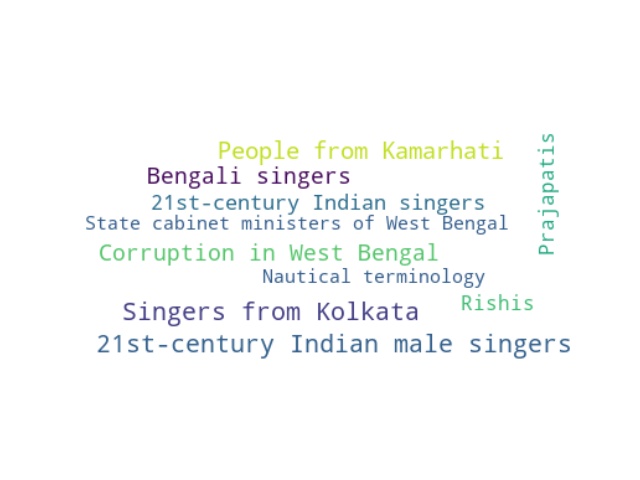 People from Kamarhati
Bengali singers
21st-century Indian singers
State cabinet ministers of West Bengal
Corruption in West Bengal
Nautical terminology
Singers from Kolkata
Rishis
21st-century Indian male singers
Prajapatis